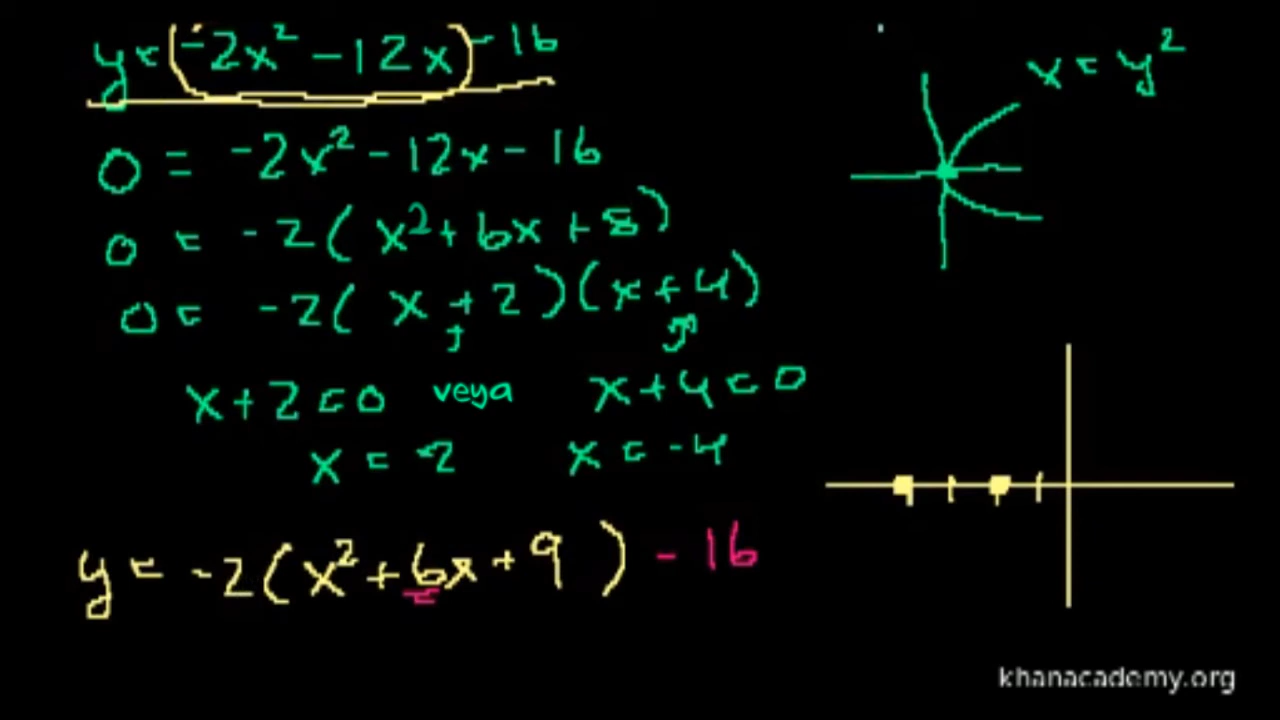 y = (-2x² - 12x) - 16
x = y²
0 = -2x² - 12x - 16
0 = -2(x² + 6x + 8)
0 = -2(x + 2)(x + 4)
x + 2 = 0 veya x + 4 = 0
x = -2 x = -4
y = -2(x² + 6x + 9) - 16
khanacademy.org